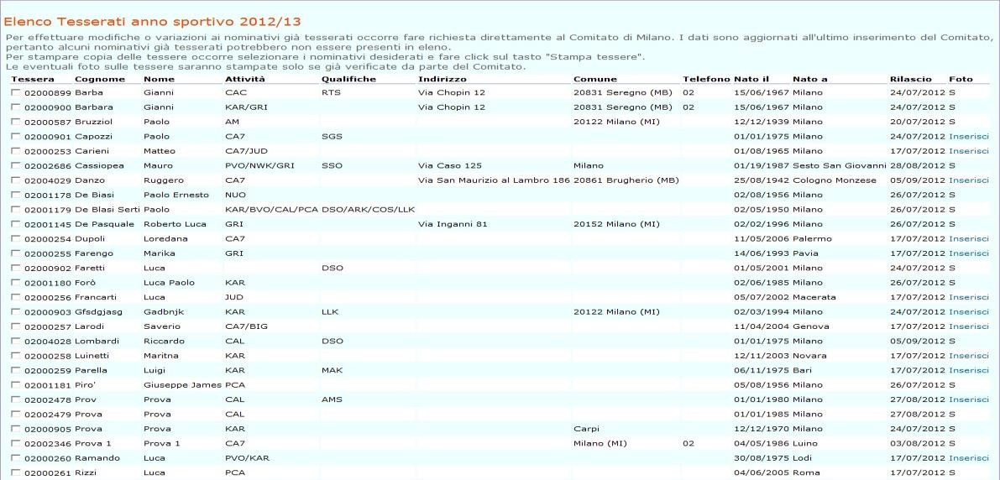 Elenco Tesserati anno sportivo 2012/13
Per effettuare modifiche o variazioni ai nominativi già tesserati occorre fare richiesta direttamente al Comitato di Milano. I dati sono aggiornati all'ultimo inserimento del Comitato,
pertanto alcuni nominativi già tesserati potrebbero non essere presenti in eleno.
Per stampare copia delle tessere occorre selezionare i nominativi desiderati e fare click sul tasto "Stampa tessere".
Le eventuali foto sulle tessere saranno stampate solo se già verificate da parte del Comitato.
Tessera Cognome Nome Attività Qualifiche Indirizzo Comune Telefono Nato il Nato a Rilascio Foto
02000899 Barba Gianni CAC RTS Via Chopin 12 20831 Seregno (MB) 02 15/06/1967 Milano 24/07/2012 S
02000900 Barbara Gianni KAR/GRI Via Chopin 12 20831 Seregno (MB) 02 15/06/1967 Milano 24/07/2012 S
02000587 Bruzziol Paolo AM 20122 Milano (MI) 12/12/1939 Milano 20/07/2012 S
02000901 Capozzi Paolo CA7 SGS 01/01/1975 Milano 24/07/2012 Inserisci
02000253 Carieni Matteo CA7/JUD 01/08/1965 Milano 17/07/2012 Inserisci
02002686 Cassiopea Mauro PVO/NWK/GRI SSO Via Caso 125 Milano 01/19/1987 Sesto San Giovanni 28/08/2012 S
02004029 Danzo Ruggero CA7 Via San Maurizio al Lambro 186 20861 Brugherio (MB) 25/08/1942 Cologno Monzese 05/09/2012 Inserisci
02001178 De Biasi Paolo Ernesto NUO 02/08/1956 Milano 26/07/2012 S
02001179 De Blasi Serti Paolo KAR/BVO/CAL/PCA DSO/ARK/COS/LLK 02/05/1950 Milano 26/07/2012 S
02001145 De Pasquale Roberto Luca GRI Via Inganni 81 20152 Milano (MI) 02/02/1996 Milano 26/07/2012 S
02000254 Dupoli Loredana CA7 11/05/2006 Palermo 17/07/2012 Inserisci
02000255 Farengo Marika GRI 14/06/1993 Pavia 17/07/2012 Inserisci
02000902 Faretti Luca DSO 01/05/2001 Milano 24/07/2012 S
02001180 Forò Luca Paolo KAR 02/06/1985 Milano 26/07/2012 S
02000256 Francarti Luca JUD 05/07/2002 Macerata 17/07/2012 Inserisci
02000903 Gfsdgjasg Gadbnjk KAR LLK 20122 Milano (MI) 02/03/1994 Milano 24/07/2012 Inserisci
02000257 Larodi Saverio CA7/BIG 11/04/2004 Genova 17/07/2012 Inserisci
02004028 Lombardi Riccardo CAL DSO 01/01/1975 Milano 05/09/2012 S
02000258 Luinetti Maritna KAR 12/11/2003 Novara 17/07/2012 Inserisci
02000259 Parella Luigi KAR MAK 06/11/1975 Bari 17/07/2012 Inserisci
02001181 Piro' Giuseppe James PCA 05/08/1956 Milano 26/07/2012 S
02002478 Prov Prova CAL AMS 01/01/1980 Milano 27/08/2012 Inserisci
02002479 Prova Prova CAL 01/01/1985 Milano 27/08/2012 S
02000905 Prova Prova KAR Carpi 12/12/1970 Milano 24/07/2012 S
02002346 Prova 1 Prova 1 CA7 Milano (MI) 02 04/05/1986 Luino 03/08/2012 S
02000260 Ramando Luca PVO/KAR 30/08/1975 Lodi 17/07/2012 Inserisci
02000261 Rizzi Luca PCA 04/06/2005 Roma 17/07/2012 S